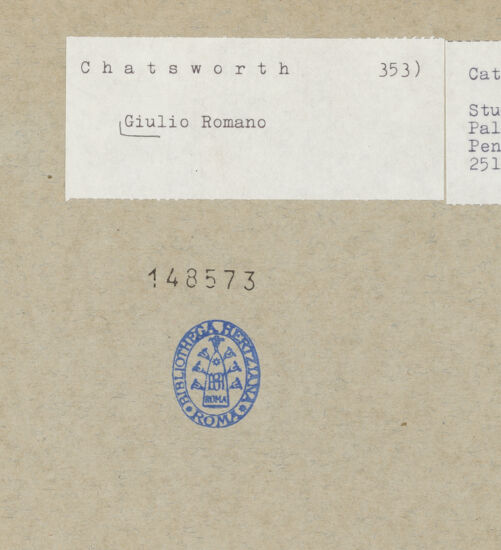 Chatsworth 353)
Giulio Romano
Cat
Stu
Pal
Pen
251
148573
BIBLIOTHECA HERTZIANA
ROMA
ROMA